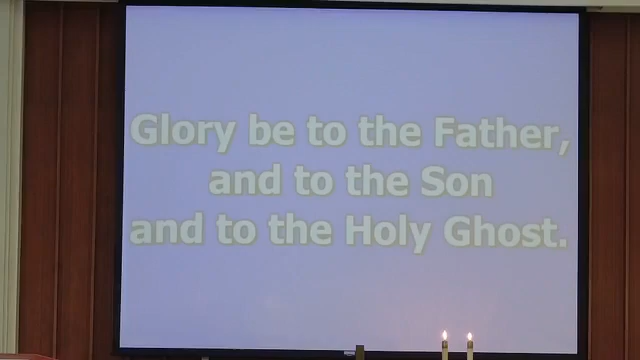 Glory be to the Father,
and to the Son
and to the Holy Ghost.